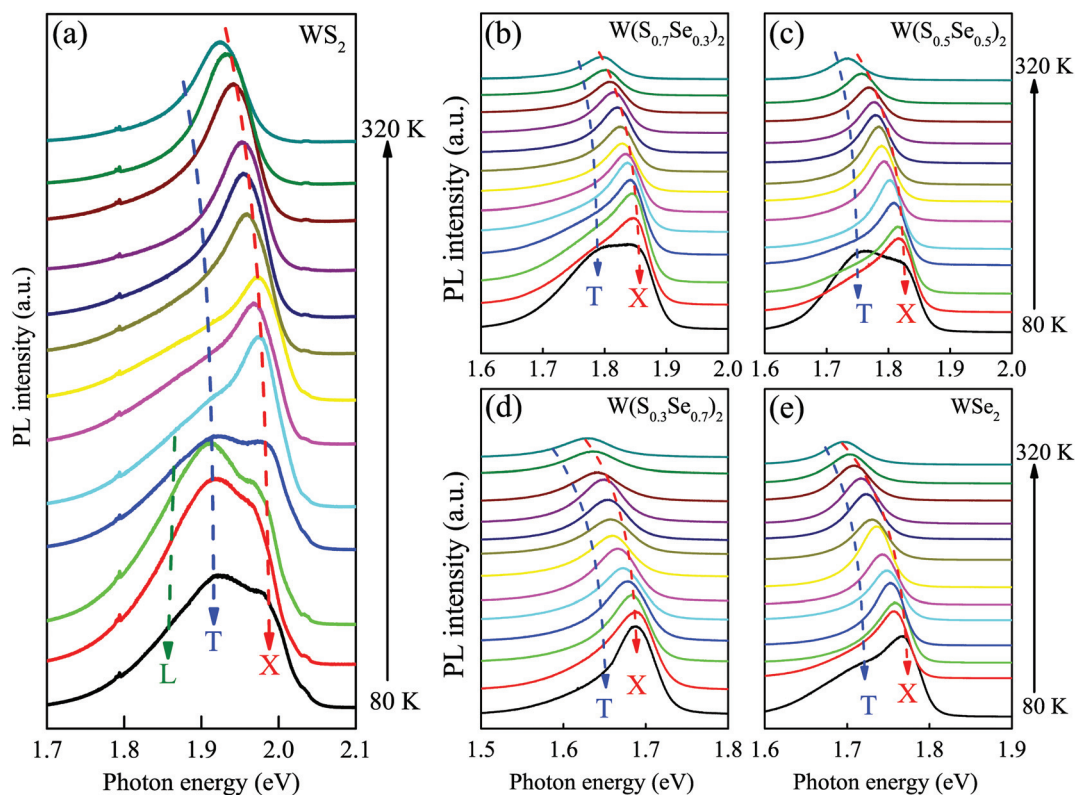 (a) WS2
320 K
80 K
L T X
PL intensity (a.u.)
1.7 1.8 1.9 2.0 2.1
Photon energy (eV)
(b) W(S0.7Se0.3)2
T X
PL intensity (a.u.)
1.6 1.7 1.8 1.9 2.0
(c) W(S0.5Se0.5)2
320 K
80 K
T X
1.6 1.7 1.8 1.9 2.0
(d) W(S0.3Se0.7)2
T X
PL intensity (a.u.)
1.5 1.6 1.7 1.8
Photon energy (eV)
(e) WSe2
320 K
80 K
T X
1.6 1.7 1.8 1.9
Photon energy (eV)